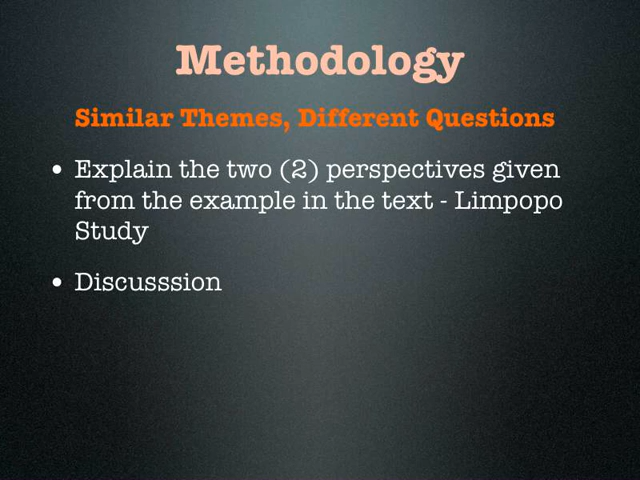 Methodology
Similar Themes, Different Questions
• Explain the two (2) perspectives given
from the example in the text - Limpopo
Study
• Discusssion